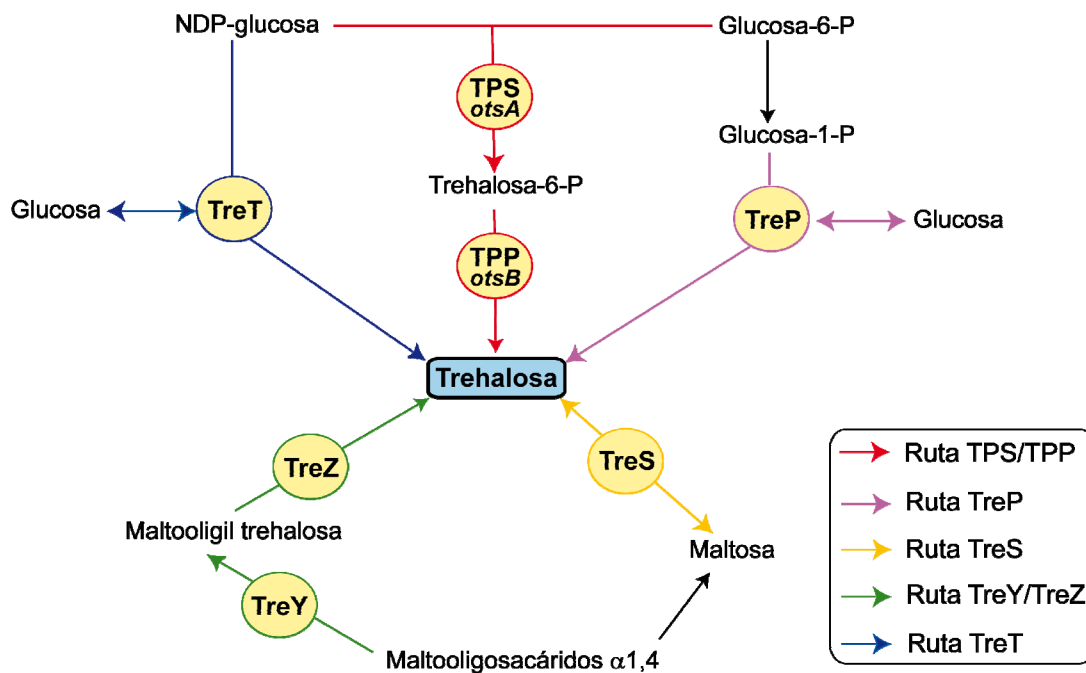 NDP-glucosa
Glucosa-6-P
TPS
otsA
Glucosa-1-P
Trehalosa-6-P
Glucosa
TreT
TreP
Glucosa
TPP
otsB
Trehalosa
TreZ
TreS
Maltooligil trehalosa
Maltosa
TreY
Maltooligosacáridos α1,4
Ruta TPS/TPP
Ruta TreP
Ruta TreS
Ruta TreY/TreZ
Ruta TreT